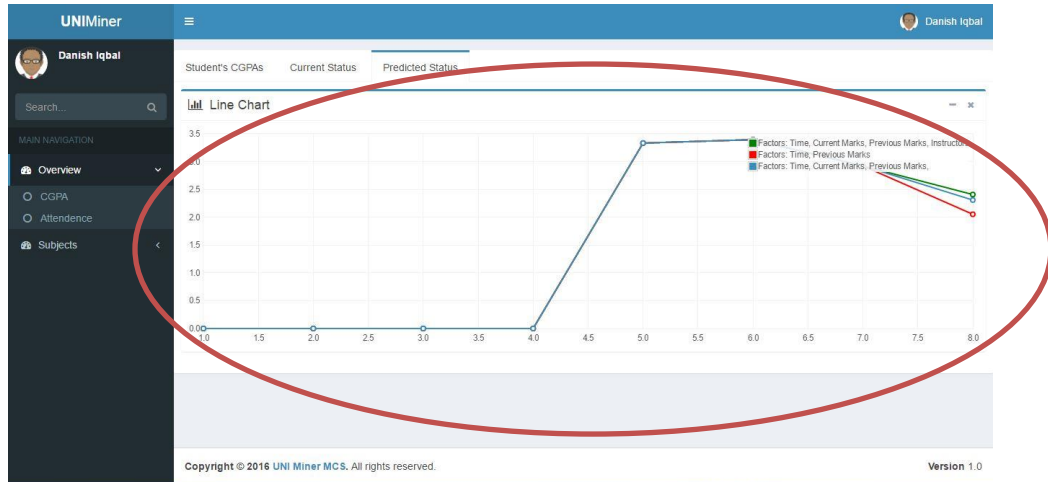 UNIMiner
Danish Iqbal
Danish Iqbal
Search...
MAIN NAVIGATION
Overview
CGPA
Attendence
Subjects
Student's CGPAs Current Status Predicted Status
Line Chart
3.5
Factors: Time, Current Marks, Previous Marks, Instructors
Factors: Time, Previous Marks
Factors: Time, Current Marks, Previous Marks,
3.0
2.5
2.0
1.5
1.0
0.5
0.0
1.0 1.5 2.0 2.5 3.0 3.5 4.0 4.5 5.0 5.5 6.0 6.5 7.0 7.5 8.0
Copyright © 2016 UNI Miner MCS. All rights reserved.
Version 1.0